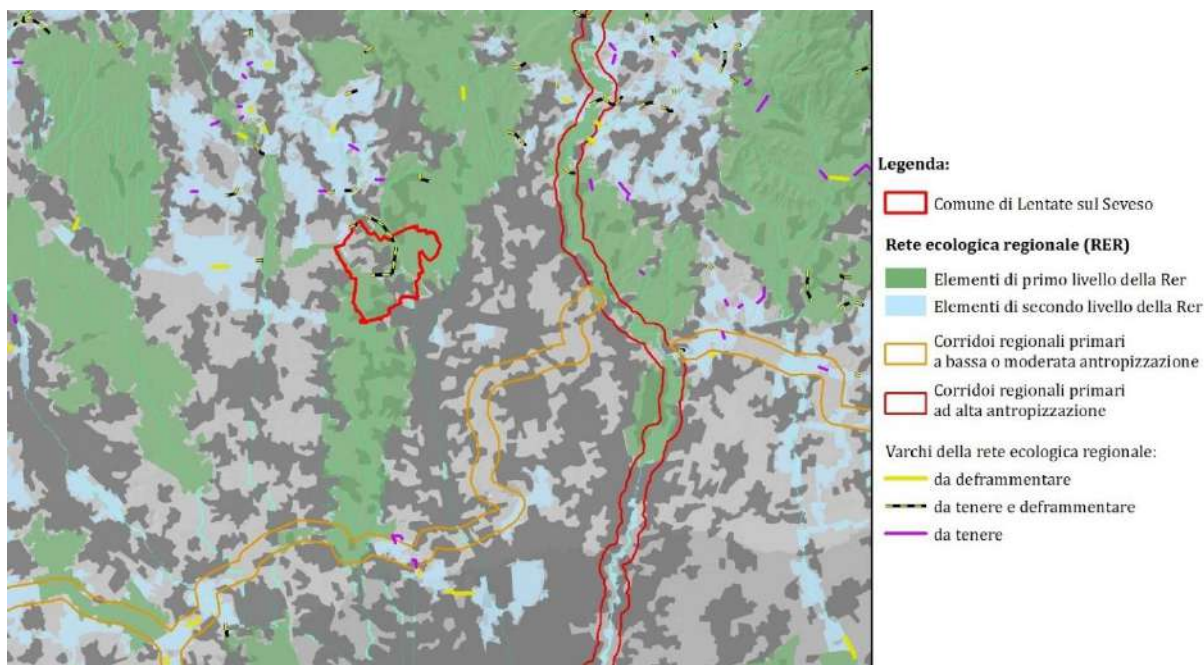 Legenda:
Comune di Lentate sul Seveso
Rete ecologica regionale (RER)
Elementi di primo livello della Rer
Elementi di secondo livello della Rer
Corridoi regionali primari
a bassa o moderata antropizzazione
Corridoi regionali primari
ad alta antropizzazione
Varchi della rete ecologica regionale:
da deframmentare
da tenere e deframmentare
da tenere